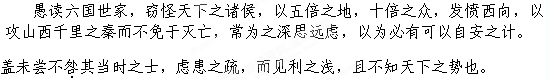 愚读六国世家，窃怪天下之诸侯，以五倍之地，十倍之众，发愤西向，以
攻山西千里之秦而不免于灭亡，常为之深思远虑，以为必有可以自安之计。
盖未尝不咎其当时之士，虑患之疏，而见利之浅，且不知天下之势也。